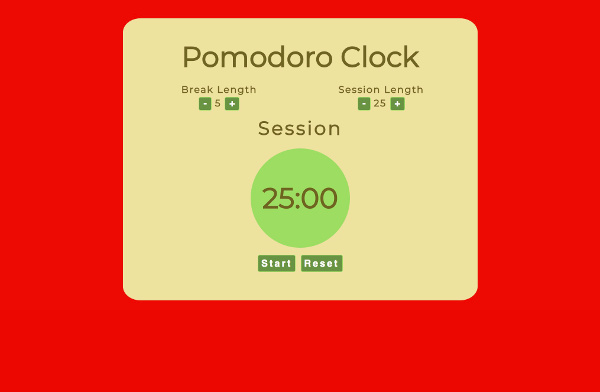 Pomodoro Clock
Break Length
- 5 +
Session Length
- 25 +
Session
25:00
Start Reset